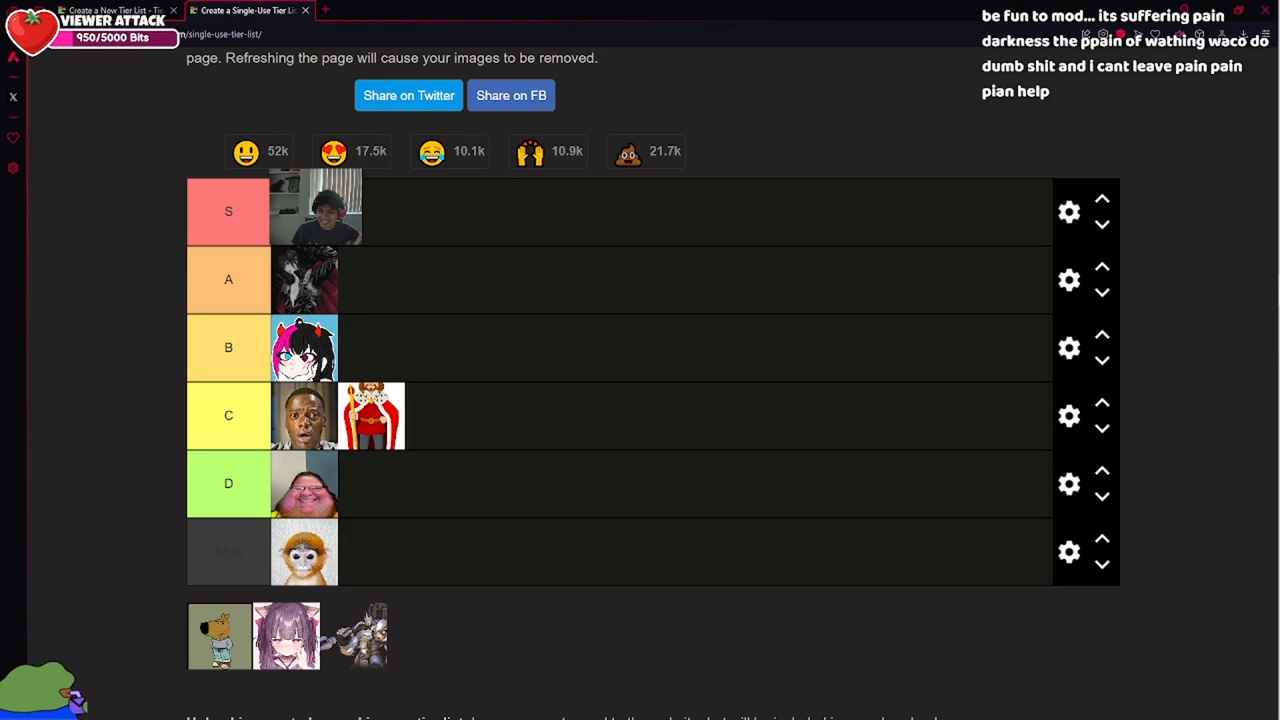 Create a New Tier List - Tie
Create a Single-Use Tier Lis
VIEWER ATTACK
950/5000 Bits
m/single-use-tier-list/
be fun to mod... its suffering pain
darkness the ppain of wathing waco do
dumb shit and i cant leave pain pain
pian help
page. Refreshing the page will cause your images to be removed.
Share on Twitter
Share on FB
52k
17.5k
10.1k
10.9k
21.7k
S
A
B
C
D
NEW